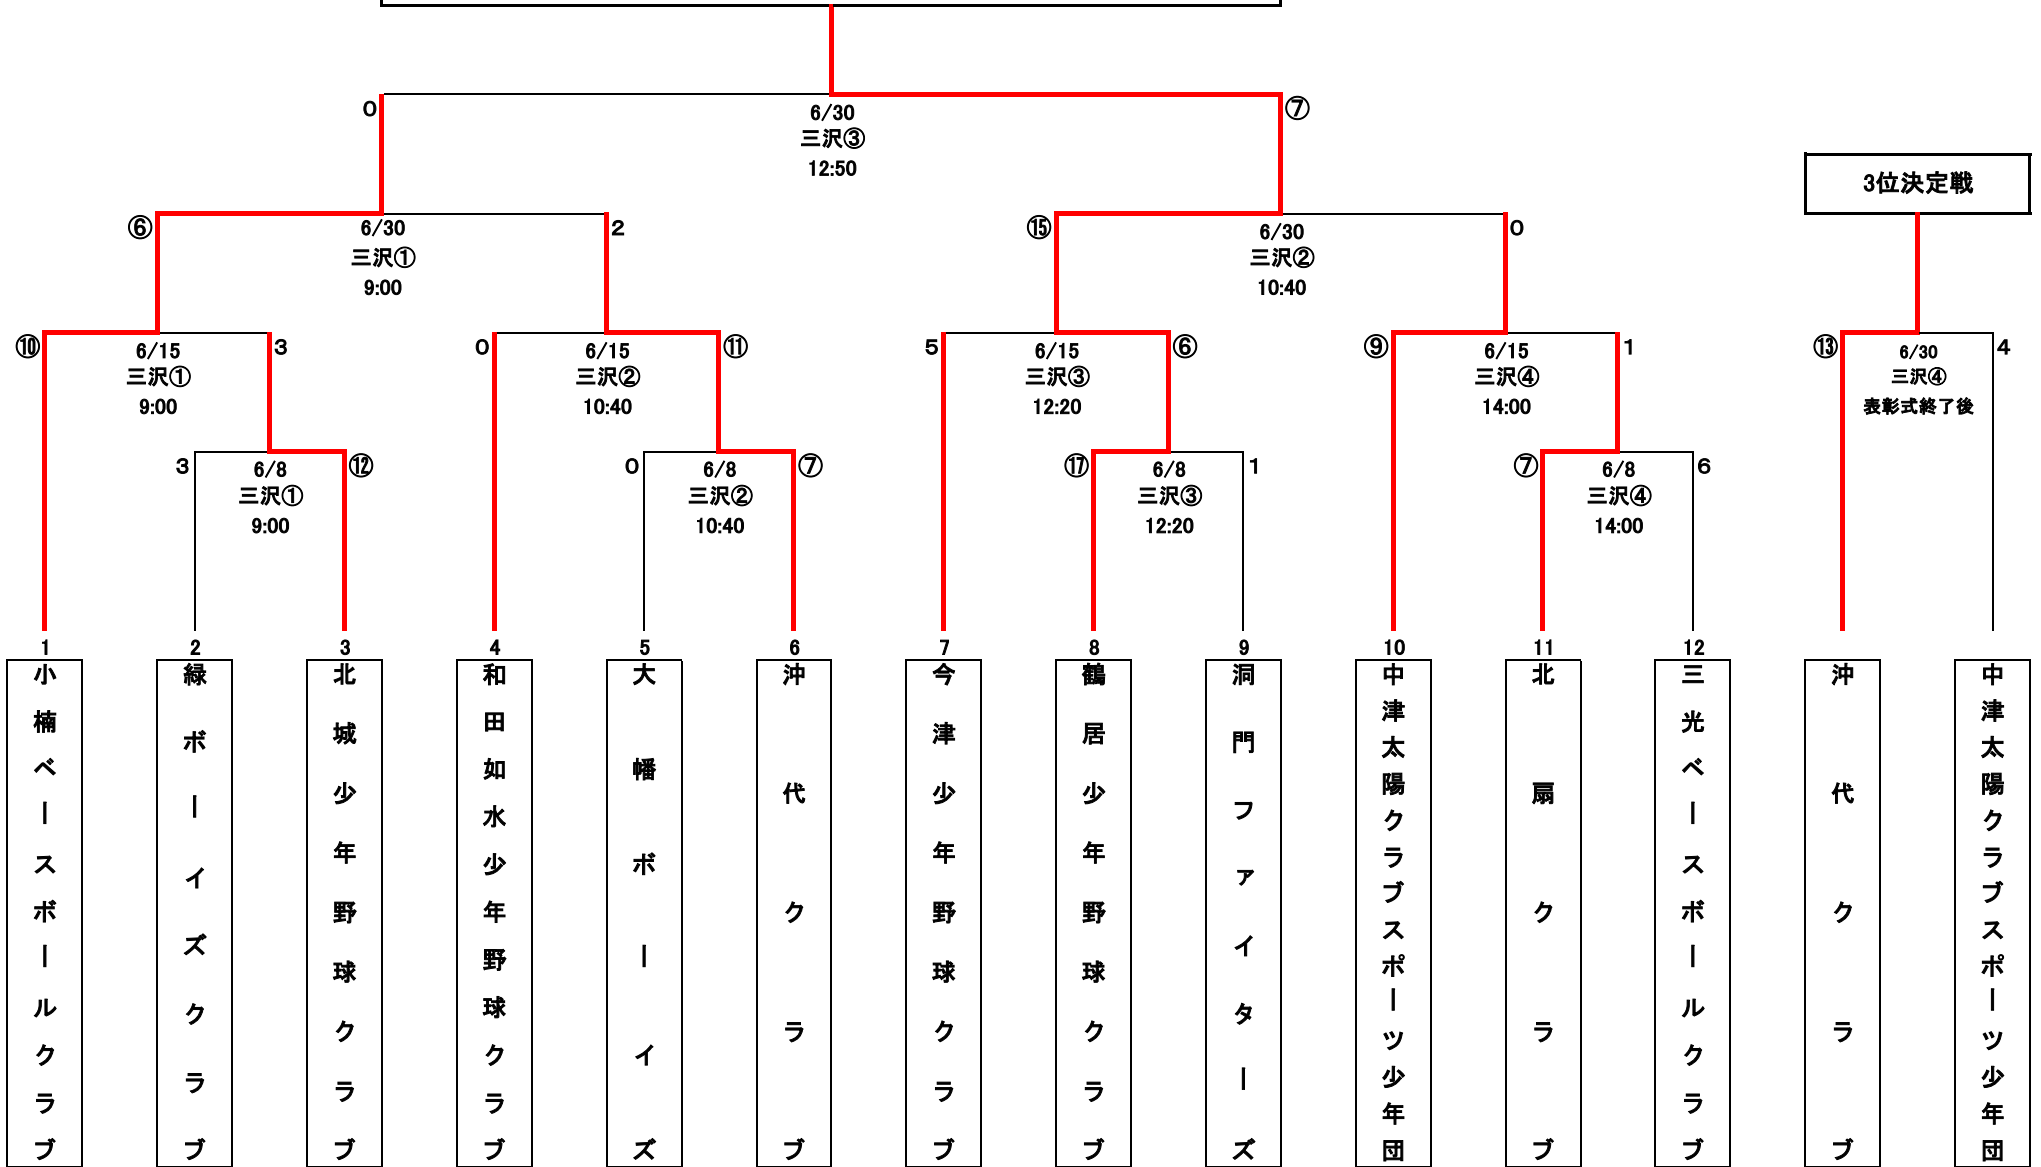 0
⑦
6/30
三沢③
12:50
3位決定戦
⑥
6/30
三沢①
9:00
2
⑮
6/30
三沢②
10:40
0
⑩
6/15
三沢①
9:00
3
0
6/15
三沢②
10:40
⑪
5
6/15
三沢③
12:20
⑥
⑨
6/15
三沢④
14:00
1
⑬
6/30
三沢④
表彰式終了後
4
3
6/8
三沢①
9:00
⑫
0
6/8
三沢②
10:40
⑦
⑰
6/8
三沢③
12:20
1
⑦
6/8
三沢④
14:00
6
1
小楠ベースボールクラブ
2
緑ボーイズクラブ
3
北城少年野球クラブ
4
和田如水少年野球クラブ
5
大幡ボーイズ
6
沖代クラブ
7
今津少年野球クラブ
8
鶴居少年野球クラブ
9
洞門ファイターズ
10
中津太陽クラブスポーツ少年団
11
北扇クラブ
12
三光ベースボールクラブ
沖代クラブ
中津太陽クラブスポーツ少年団